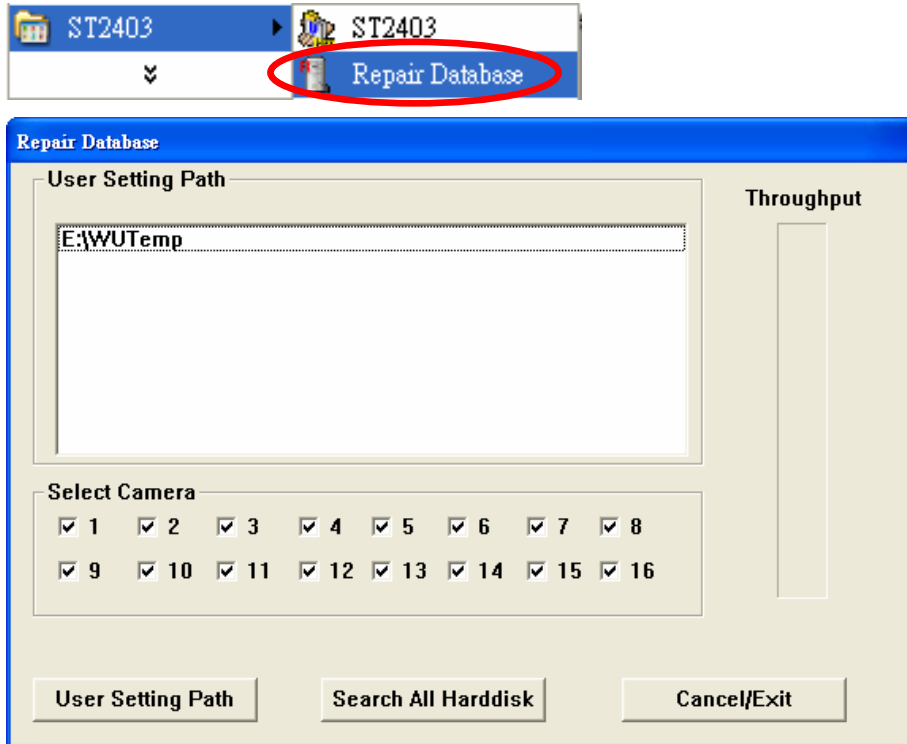 ST2403 ST2403
Repair Database
Repair Database
User Setting Path
Throughput
E:\WUTemp
Select Camera
1 2 3 4 5 6 7 8
9 10 11 12 13 14 15 16
User Setting Path Search All Harddisk Cancel/Exit